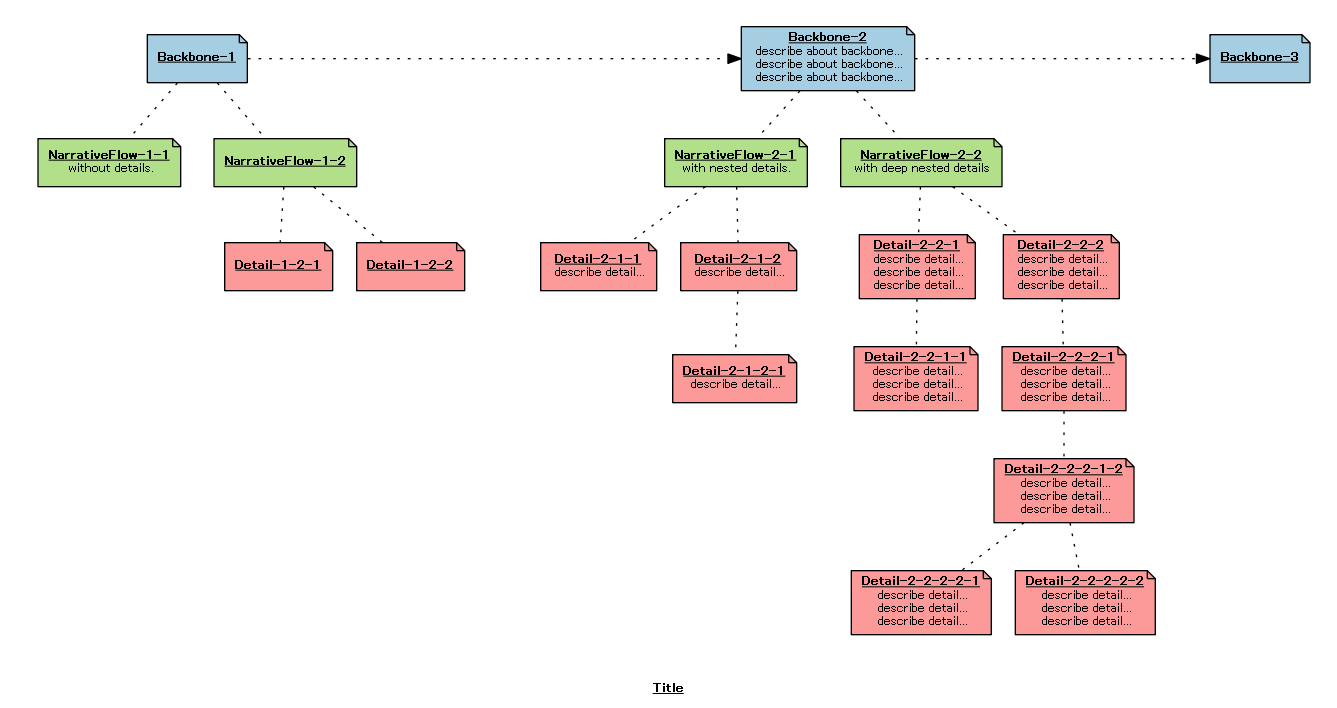 Backbone-1
Backbone-2
describe about backbone...
describe about backbone...
describe about backbone...
Backbone-3
NarrativeFlow-1-1
without details.
NarrativeFlow-1-2
NarrativeFlow-2-1
with nested details.
NarrativeFlow-2-2
with deep nested details
Detail-1-2-1
Detail-1-2-2
Detail-2-1-1
describe detail...
Detail-2-1-2
describe detail...
Detail-2-2-1
describe detail...
describe detail...
describe detail...
Detail-2-2-2
describe detail...
describe detail...
describe detail...
Detail-2-1-2-1
describe detail...
Detail-2-2-1-1
describe detail...
describe detail...
describe detail...
Detail-2-2-2-1
describe detail...
describe detail...
describe detail...
Detail-2-2-2-1-2
describe detail...
describe detail...
describe detail...
Detail-2-2-2-2-1
describe detail...
describe detail...
describe detail...
Detail-2-2-2-2-2
describe detail...
describe detail...
describe detail...
Title